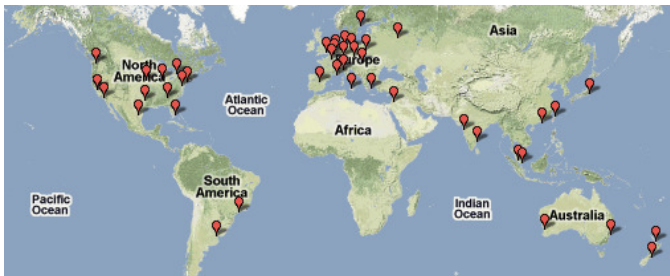 Asia
North
America
Europe
Atlantic
Ocean
Africa
South
America
Pacific
Ocean
Indian
Ocean
Australia